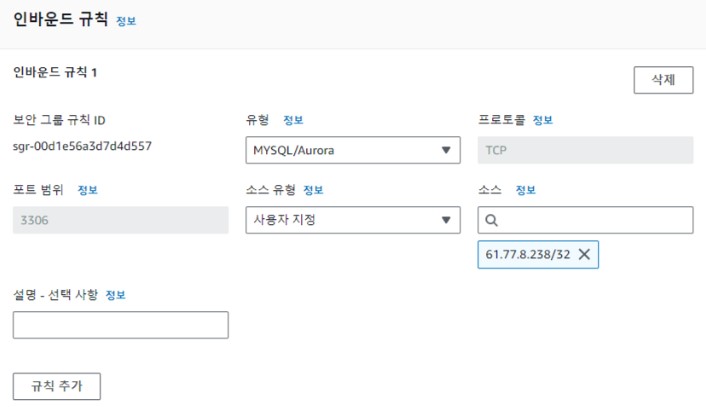 인바운드 규칙 정보
인바운드 규칙 1
삭제
보안 그룹 규칙 ID
sgr-00d1e56a3d7d4d557
유형 정보
MYSQL/Aurora
프로토콜 정보
TCP
포트 범위 정보
3306
소스 유형 정보
사용자 지정
소스 정보
61.77.8.238/32
설명 - 선택 사항 정보
규칙 추가